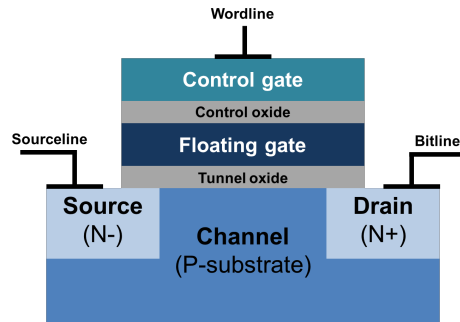 Wordline
Control gate
Control oxide
Sourceline
Floating gate
Bitline
Tunnel oxide
Source
(N-)
Channel
(P-substrate)
Drain
(N+)